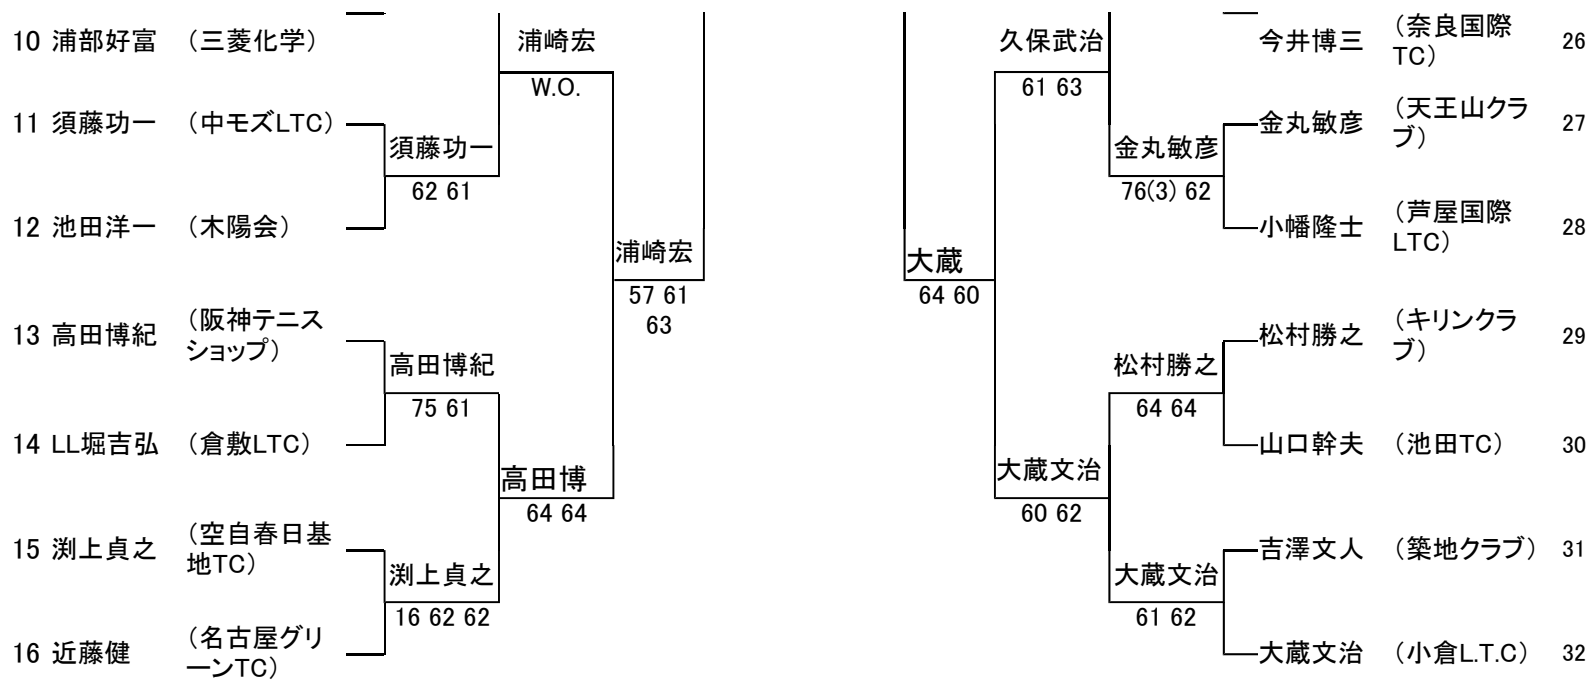 10 浦部好富 （三菱化学）
浦崎宏
W.O.
11 須藤功一 （中モズLTC）
須藤功一
62 61
12 池田洋一 （木陽会）
浦崎宏
57 61
63
13 高田博紀 （阪神テニス
ショップ）
高田博紀
75 61
14 LL堀吉弘 （倉敷LTC）
高田博
64 64
15 渕上貞之 （空自春日基
地TC）
渕上貞之
16 62 62
16 近藤健 （名古屋グリ
ーンTC）
久保武治
61 63
今井博三 （奈良国際
TC） 26
金丸敏彦 （天王山クラ
ブ） 27
金丸敏彦
76(3) 62
小幡隆士 （芦屋国際
LTC） 28
大蔵
64 60
松村勝之 （キリンクラ
ブ） 29
松村勝之
64 64
山口幹夫 （池田TC） 30
大蔵文治
60 62
吉澤文人 （築地クラブ） 31
大蔵文治
61 62
大蔵文治 （小倉L.T.C） 32